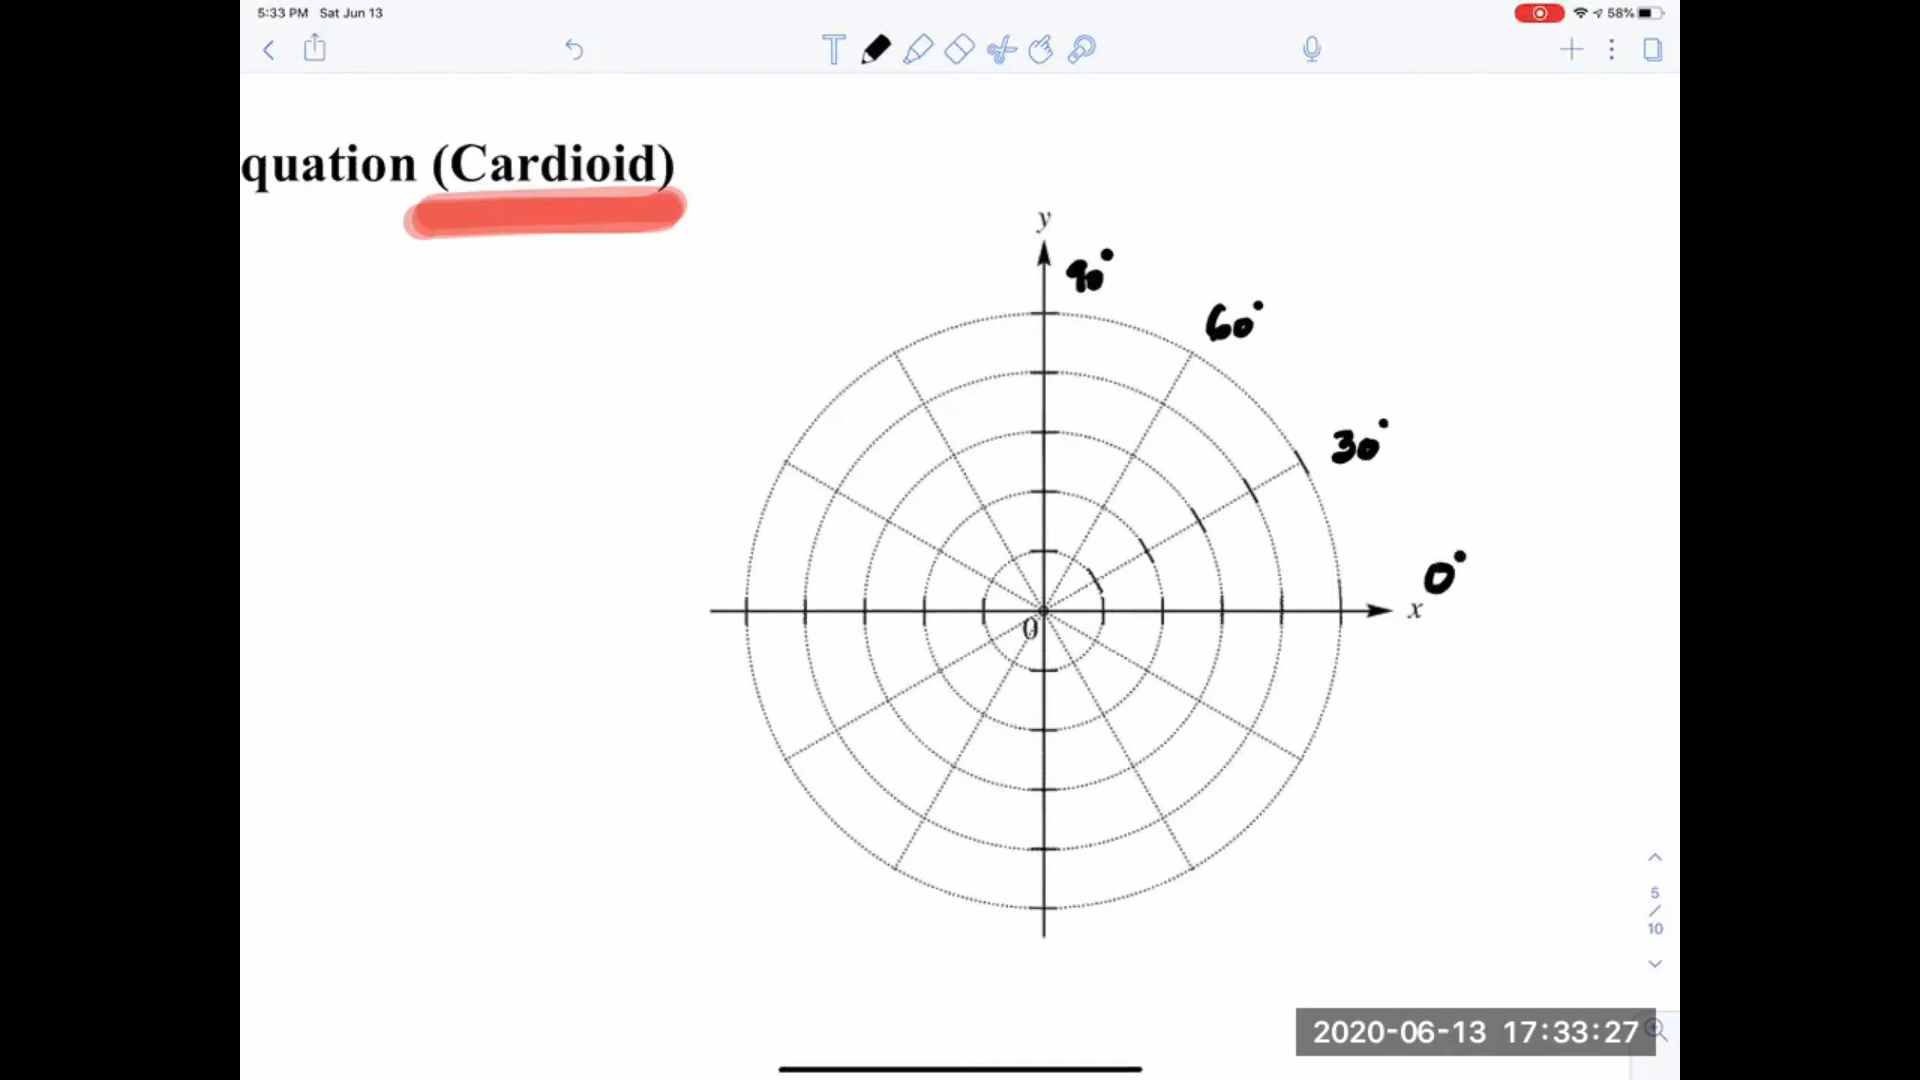 5:33 PM Sat Jun 13
58%
T
quation (Cardioid)
y
90°
60°
30°
0°
x
0
5
/
10
2020-06-13 17:33:27